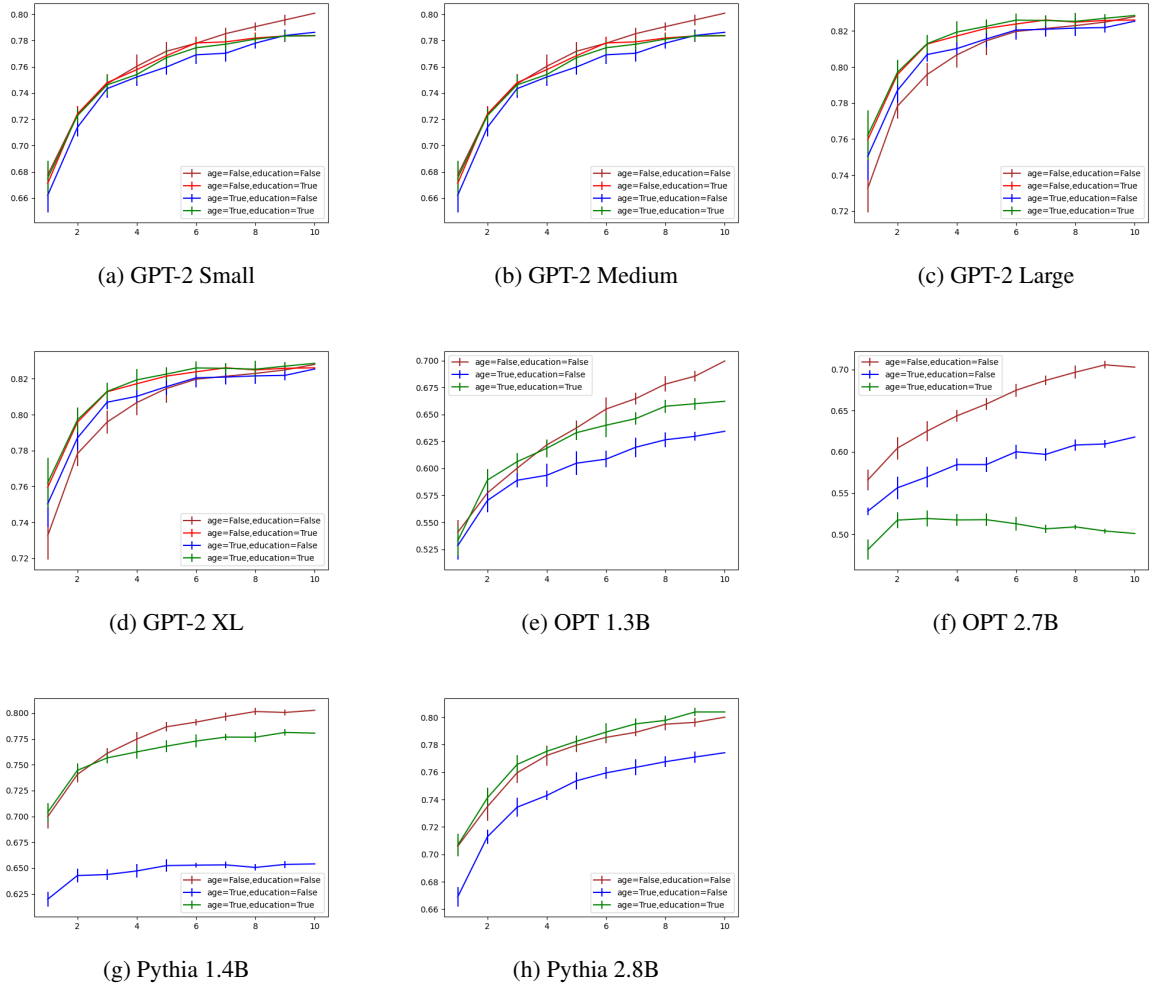 0.80
0.78
0.76
0.74
0.72
0.70
0.68
0.66
age=False,education=False
age=False,education=True
age=True,education=False
age=True,education=True
2 4 6 8 10
(a) GPT-2 Small
0.80
0.78
0.76
0.74
0.72
0.70
0.68
0.66
age=False,education=False
age=False,education=True
age=True,education=False
age=True,education=True
2 4 6 8 10
(b) GPT-2 Medium
0.82
0.80
0.78
0.76
0.74
0.72
age=False,education=False
age=False,education=True
age=True,education=False
age=True,education=True
2 4 6 8 10
(c) GPT-2 Large
0.82
0.80
0.78
0.76
0.74
0.72
age=False,education=False
age=False,education=True
age=True,education=False
age=True,education=True
2 4 6 8 10
(d) GPT-2 XL
age=False,education=False
age=True,education=False
age=True,education=True
0.700
0.675
0.650
0.625
0.600
0.575
0.550
0.525
2 4 6 8 10
(e) OPT 1.3B
age=False,education=False
age=True,education=False
age=True,education=True
0.70
0.65
0.60
0.55
0.50
2 4 6 8 10
(f) OPT 2.7B
0.800
0.775
0.750
0.725
0.700
0.675
0.650
0.625
age=False,education=False
age=True,education=False
age=True,education=True
2 4 6 8 10
(g) Pythia 1.4B
0.80
0.78
0.76
0.74
0.72
0.70
0.68
0.66
age=False,education=False
age=True,education=False
age=True,education=True
2 4 6 8 10
(h) Pythia 2.8B